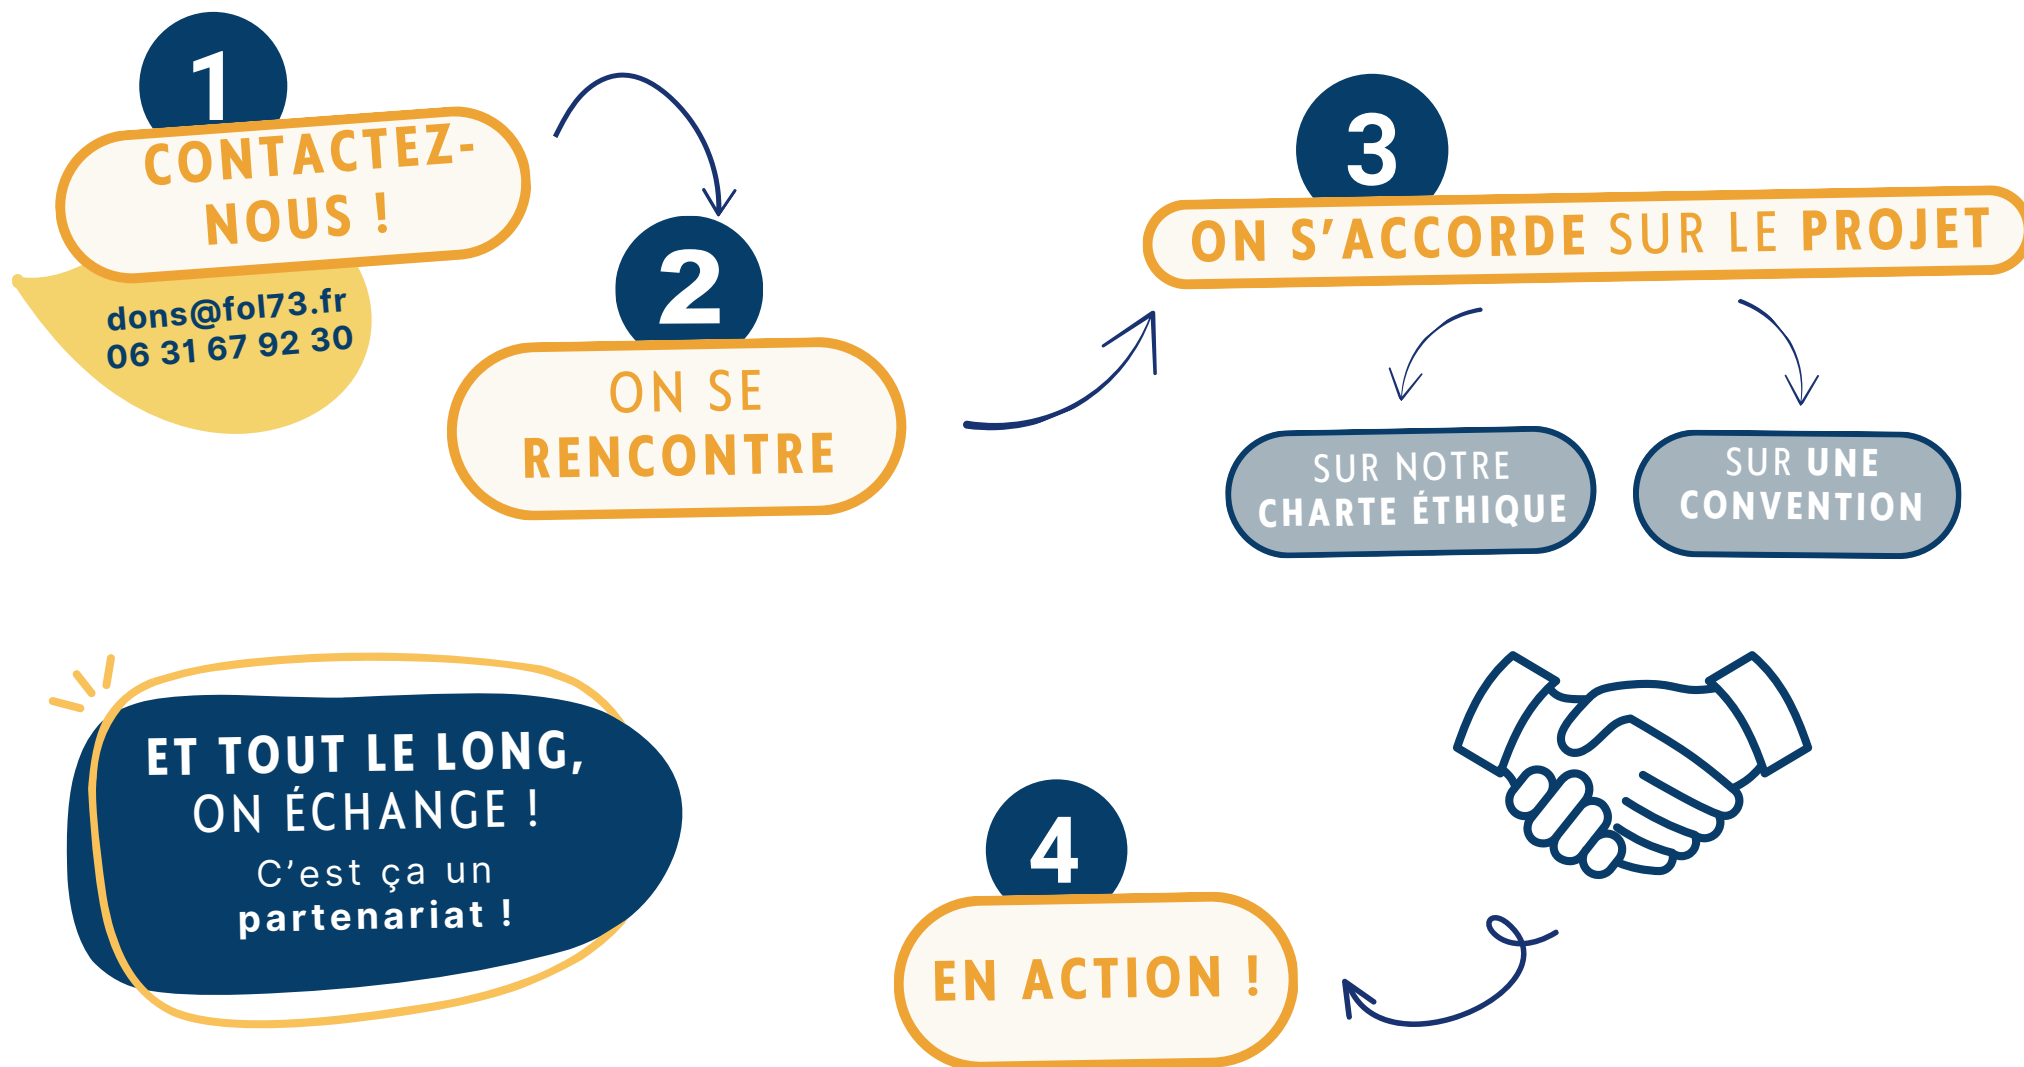 1
CONTACTEZ-
NOUS !
dons@fol73.fr
06 31 67 92 30
2
ON SE
RENCONTRE
3
ON S’ACCORDE SUR LE PROJET
SUR NOTRE
CHARTE ÉTHIQUE
SUR UNE
CONVENTION
4
EN ACTION !
ET TOUT LE LONG,
ON ÉCHANGE !
C’est ça un
partenariat !